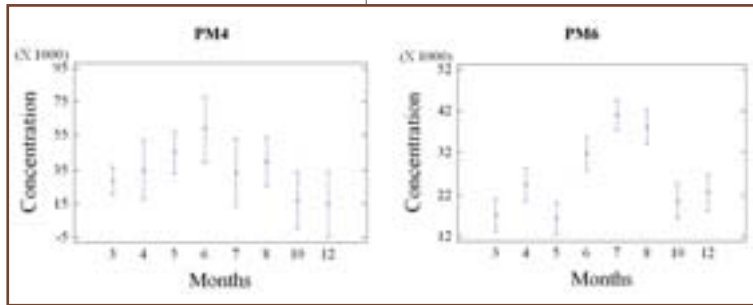 PM4
(X 1000)
95
75
55
35
15
-5
Concentration
3 4 5 6 7 8 10 12
Months
PM6
(X 1000)
52
42
32
22
12
Concentration
3 4 5 6 7 8 10 12
Months